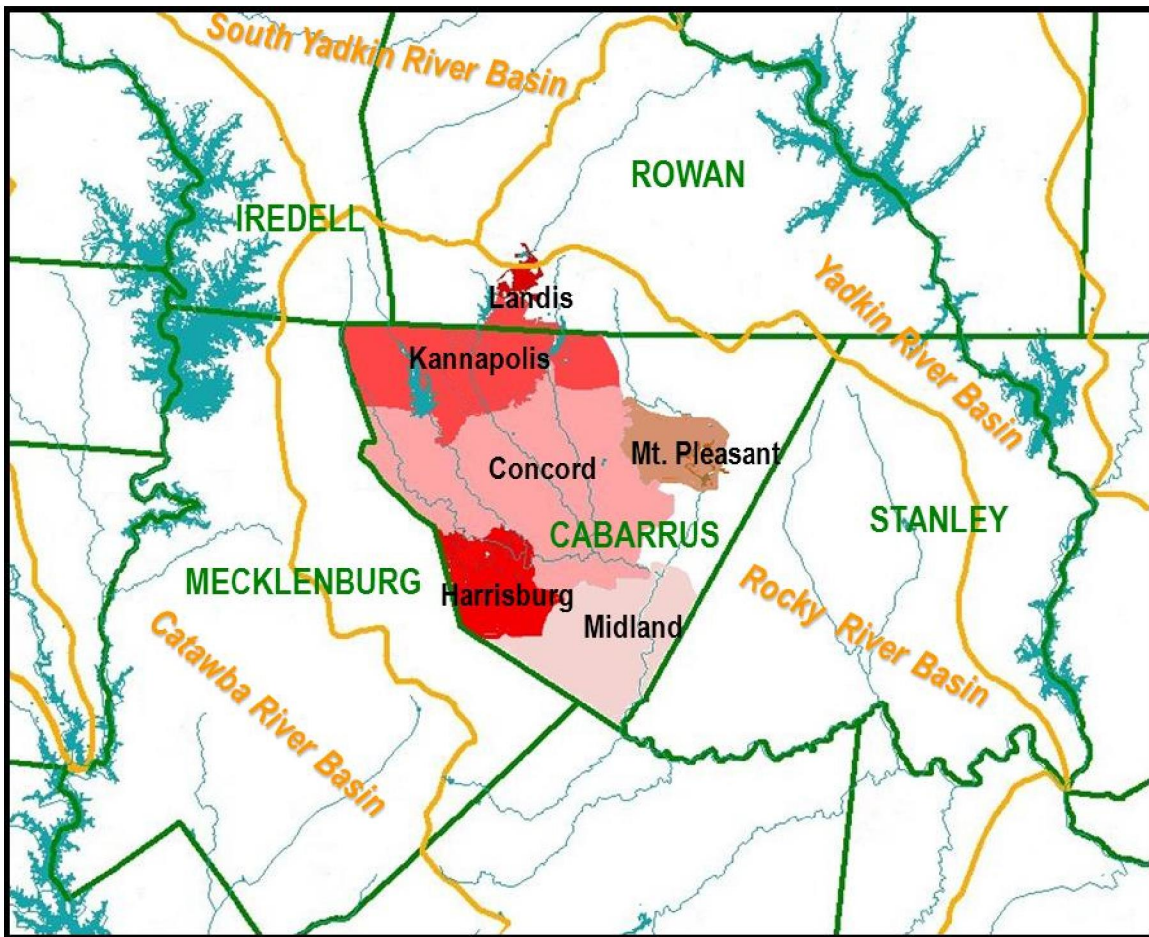 South Yadkin River Basin
ROWAN
IREDELL
Yadkin River Basin
Landis
Kannapolis
Mt. Pleasant
Concord
STANLEY
CABARRUS
MECKLENBURG
Harrisburg
Rocky River Basin
Midland
Catawba River Basin